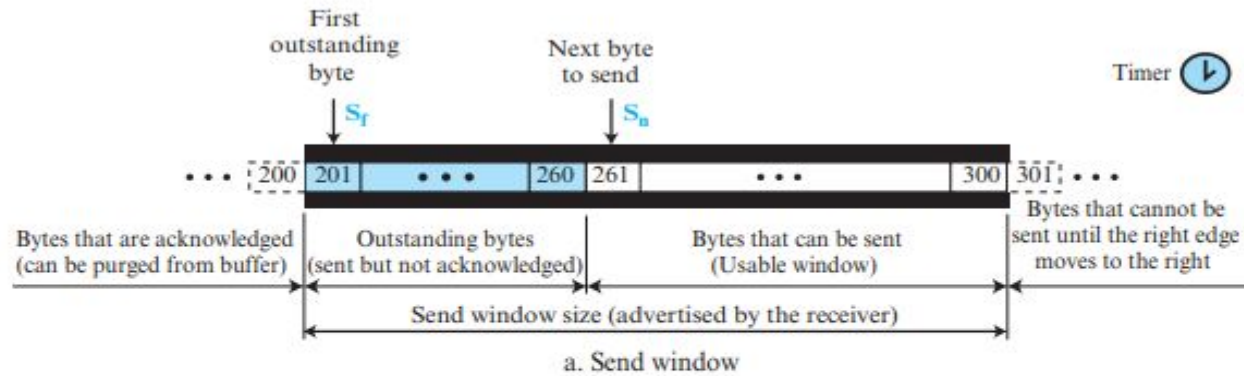 First
outstanding
byte
Next byte
to send
Timer
Sf
Sn
• • • 200 201 • • • 260 261 • • • 300 301 • • •
Bytes that are acknowledged
(can be purged from buffer)
Outstanding bytes
(sent but not acknowledged)
Bytes that can be sent
(Usable window)
Bytes that cannot be
sent until the right edge
moves to the right
Send window size (advertised by the receiver)
a. Send window